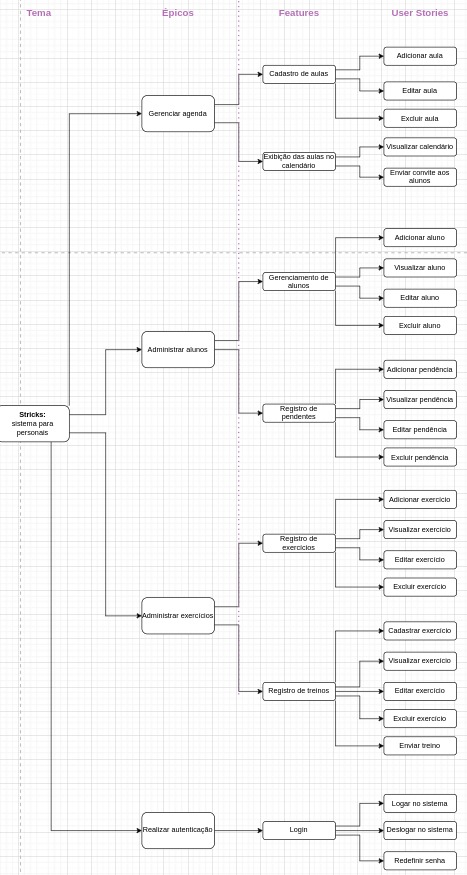 Tema
Épicos
Features
User Stories
Stricks:
sistema para
personais
Gerenciar agenda
Cadastro de aulas
Adicionar aula
Editar aula
Excluir aula
Exibição das aulas no
calendário
Visualizar calendário
Enviar convite aos
alunos
Administrar alunos
Gerenciamento de
alunos
Adicionar aluno
Visualizar aluno
Editar aluno
Excluir aluno
Registro de
pendentes
Adicionar pendência
Visualizar pendência
Editar pendência
Excluir pendência
Administrar exercícios
Registro de
exercícios
Adicionar exercício
Visualizar exercício
Editar exercício
Excluir exercício
Registro de treinos
Cadastrar exercício
Visualizar exercício
Editar exercício
Excluir exercício
Enviar treino
Realizar autenticação
Login
Logar no sistema
Deslogar no sistema
Redefinir senha